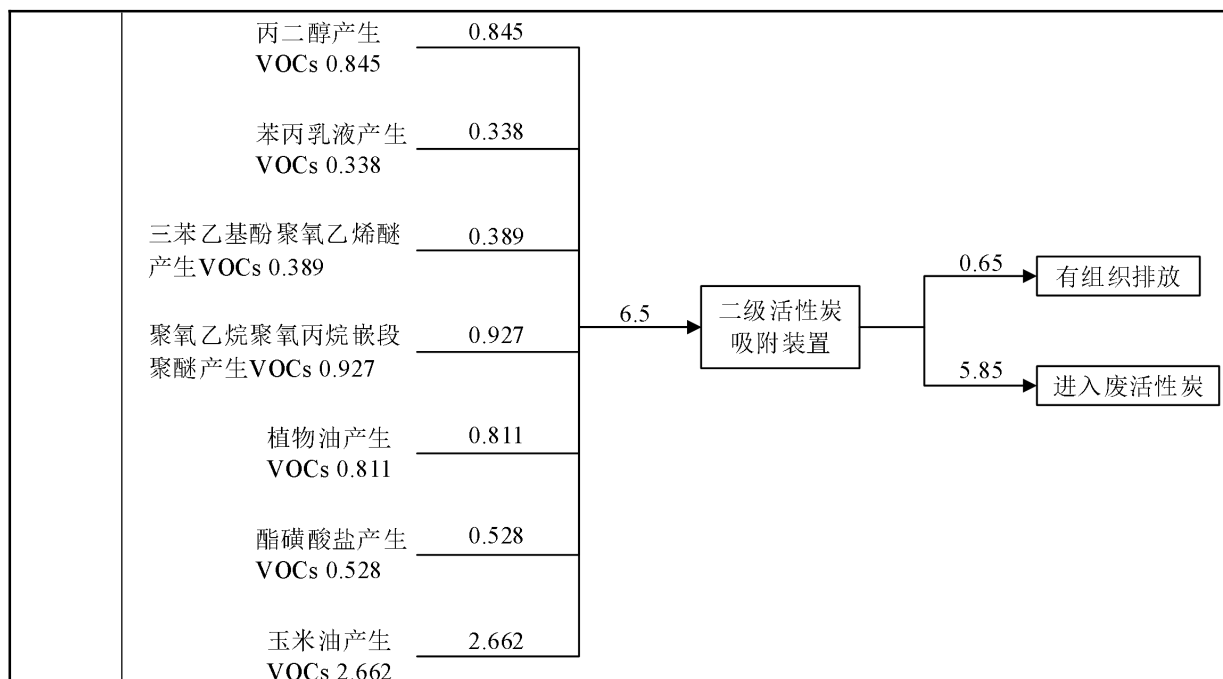 丙二醇产生
VOCs 0.845
0.845
苯丙乳液产生
VOCs 0.338
0.338
三苯乙基酚聚氧乙烯醚
产生VOCs 0.389
0.389
聚氧乙烷聚氧丙烷嵌段
聚醚产生VOCs 0.927
0.927
植物油产生
VOCs 0.811
0.811
酯磺酸盐产生
VOCs 0.528
0.528
玉米油产生
VOCs 2.662
2.662
6.5
二级活性炭
吸附装置
0.65
有组织排放
5.85
进入废活性炭